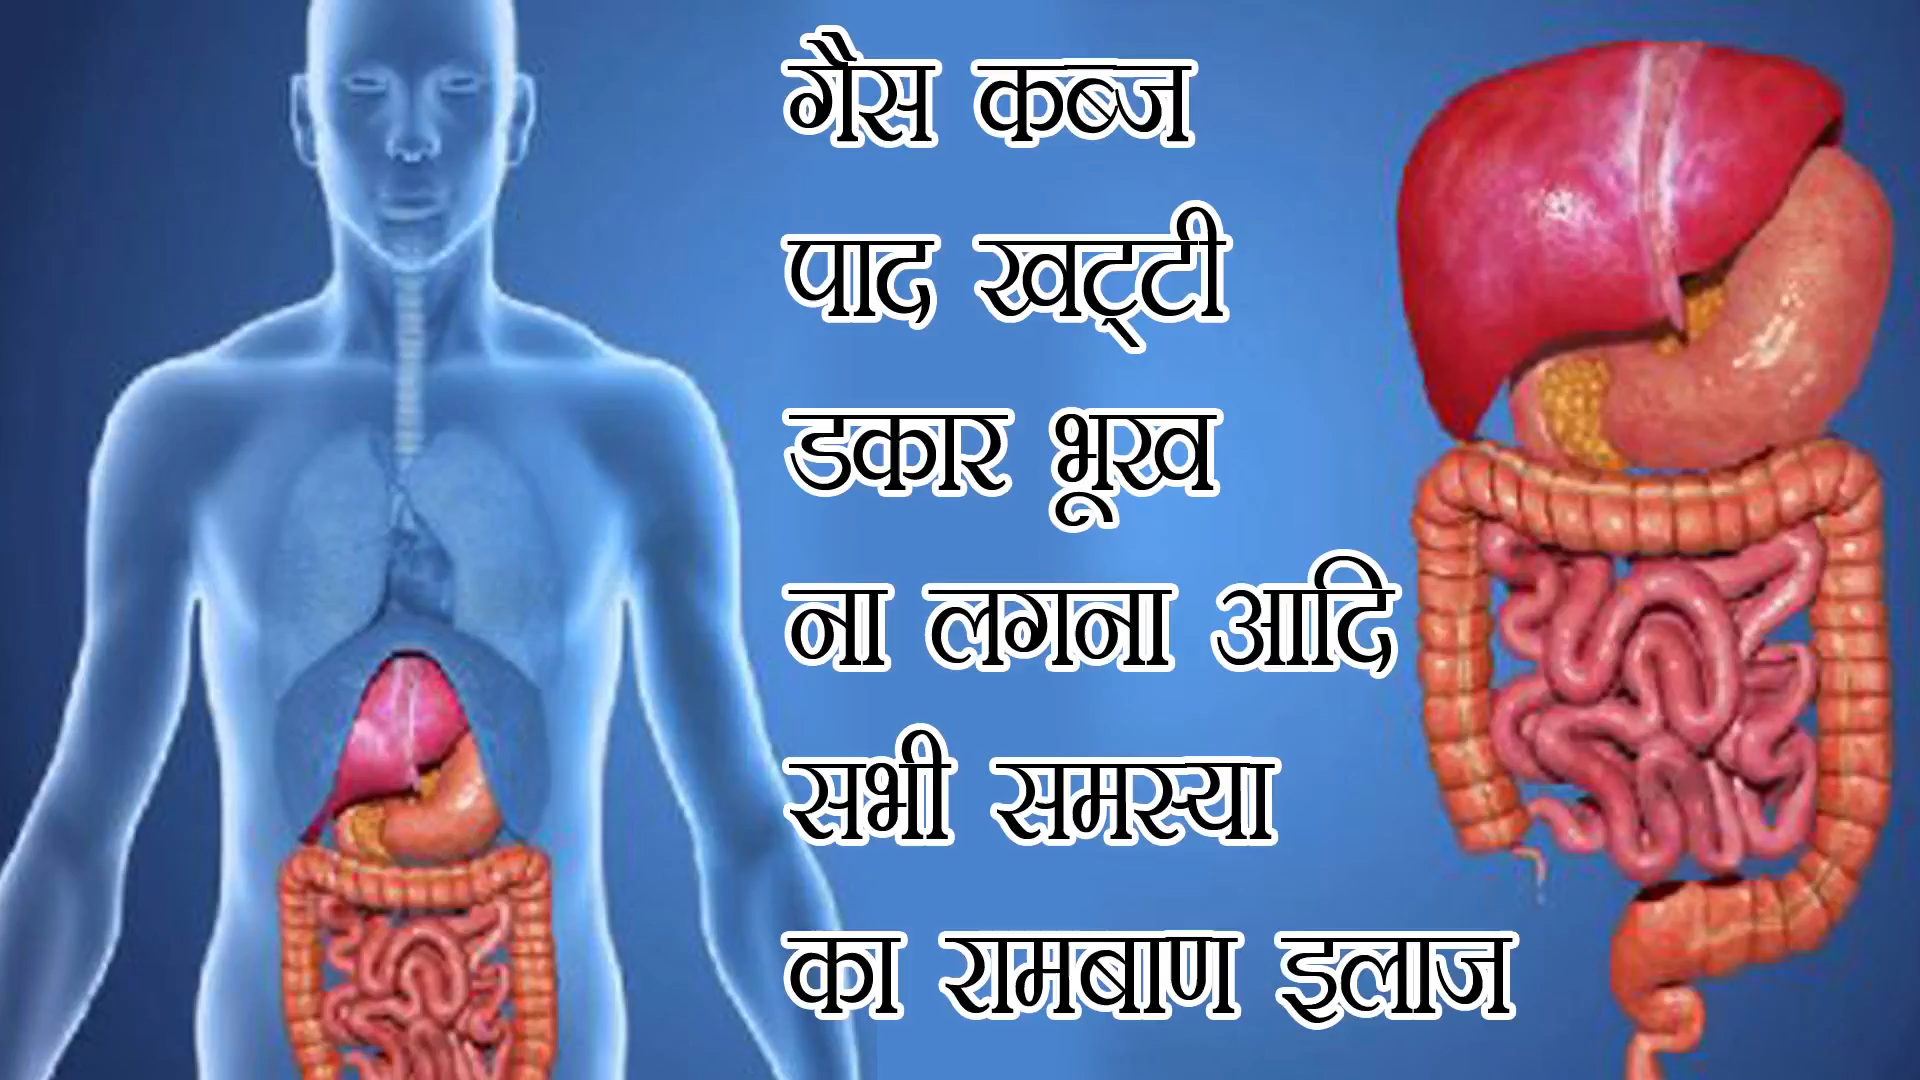 गैस कब्ज
पाद खट्‌टी
डकार भूख
ना लगना आदि
सभी समस्या
का रामबाण इलाज